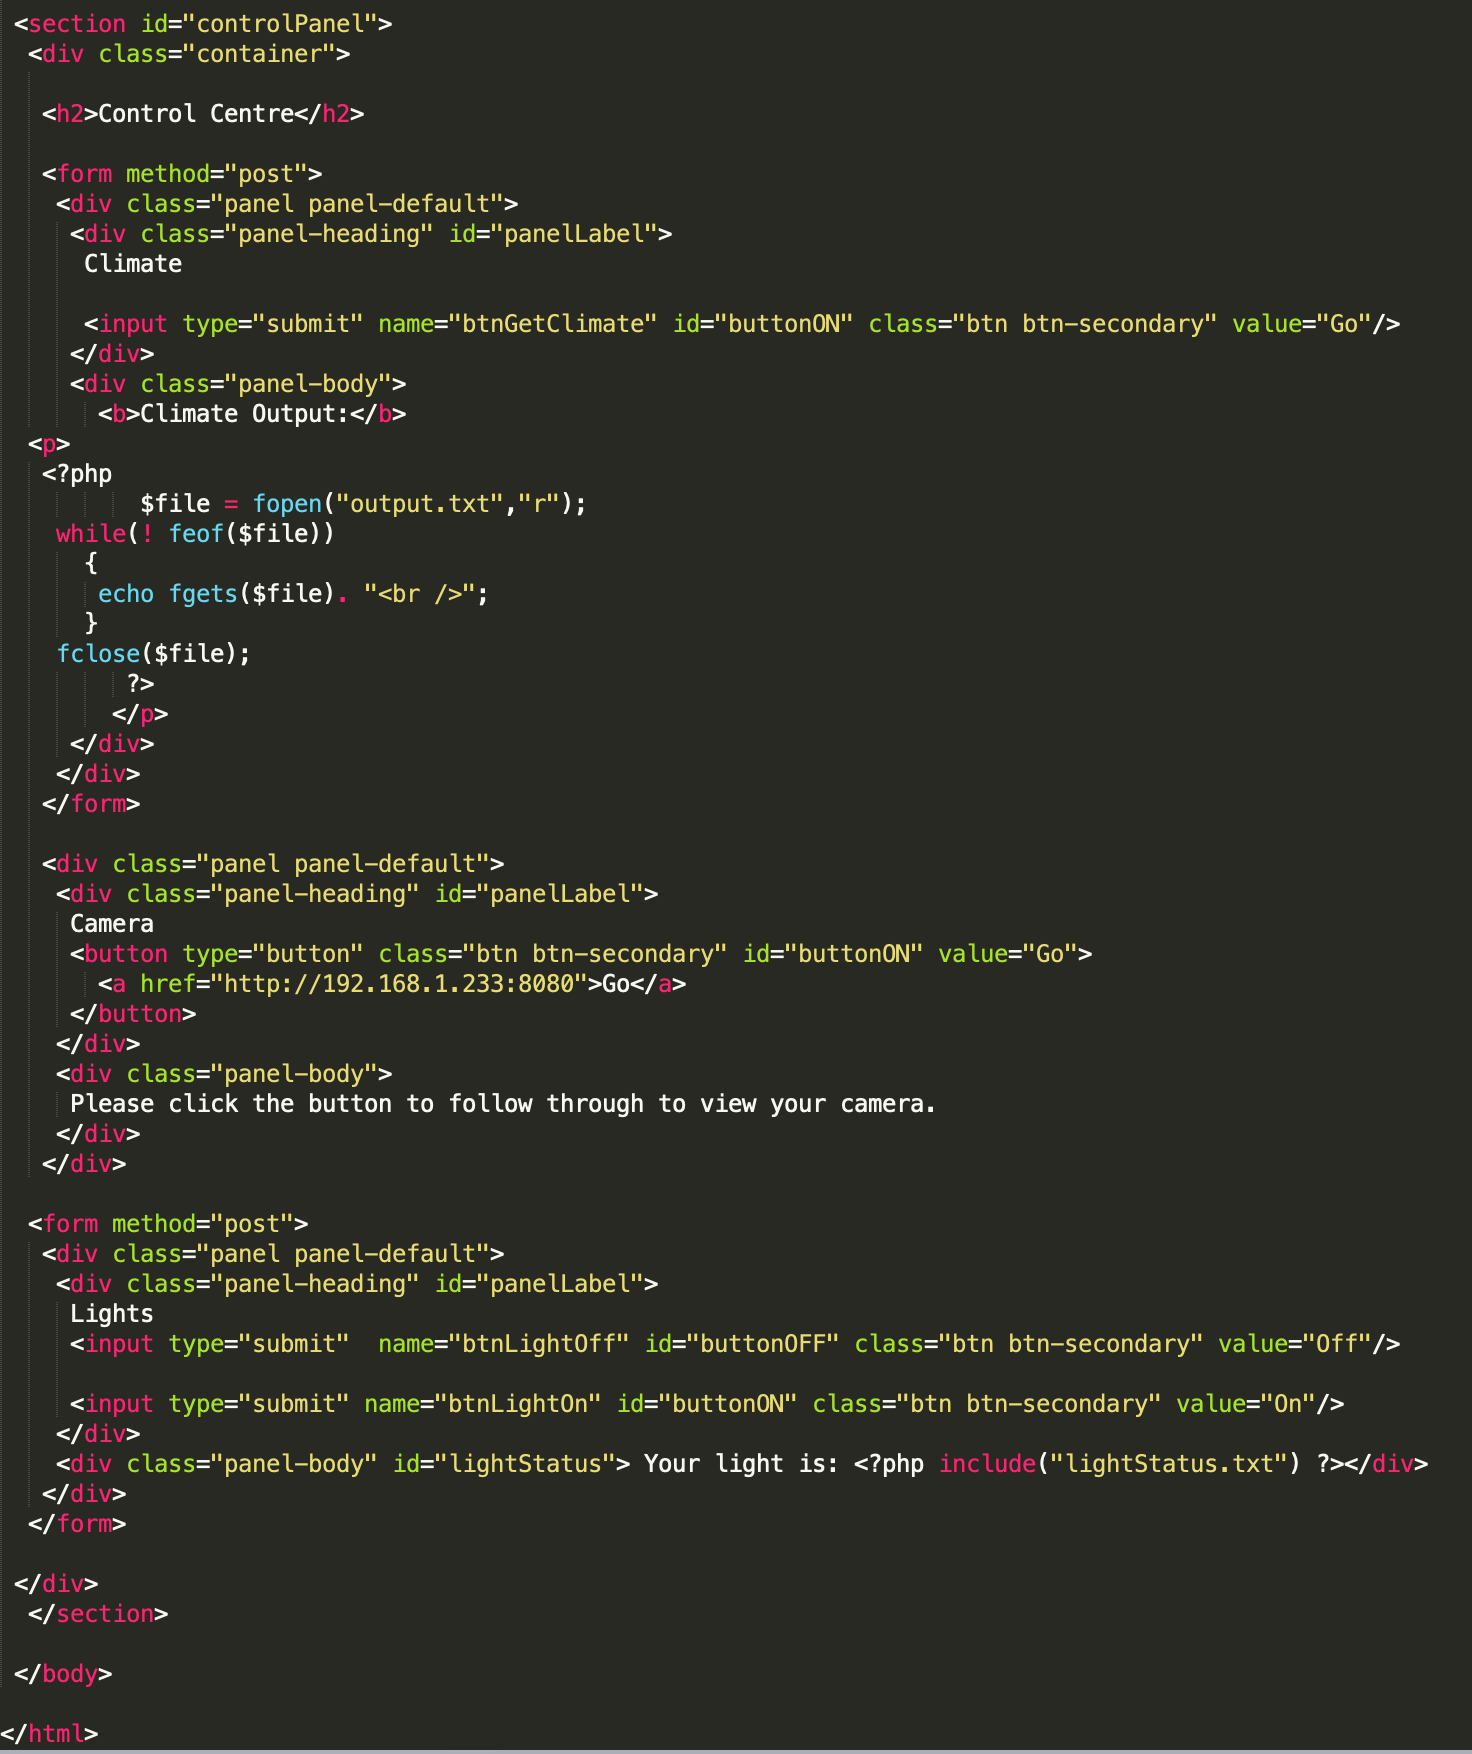 <section id="controlPanel">
<div class="container">
<h2>Control Centre</h2>
<form method="post">
<div class="panel panel-default">
<div class="panel-heading" id="panelLabel">
Climate
<input type="submit" name="btnGetClimate" id="buttonON" class="btn btn-secondary" value="Go"/>
</div>
<div class="panel-body">
<b>Climate Output:</b>
<p>
<?php
$file = fopen("output.txt","r");
while(! feof($file))
{
echo fgets($file). "<br />";
}
fclose($file);
?>
</p>
</div>
</div>
</form>
<div class="panel panel-default">
<div class="panel-heading" id="panelLabel">
Camera
<button type="button" class="btn btn-secondary" id="buttonON" value="Go">
<a href="http://192.168.1.233:8080">Go</a>
</button>
</div>
<div class="panel-body">
Please click the button to follow through to view your camera.
</div>
</div>
<form method="post">
<div class="panel panel-default">
<div class="panel-heading" id="panelLabel">
Lights
<input type="submit"  name="btnLightOff" id="buttonOFF" class="btn btn-secondary" value="Off"/>
<input type="submit" name="btnLightOn" id="buttonON" class="btn btn-secondary" value="On"/>
</div>
<div class="panel-body" id="lightStatus"> Your light is: <?php include("lightStatus.txt") ?></div>
</div>
</form>
</div>
</section>
</body>
</html>